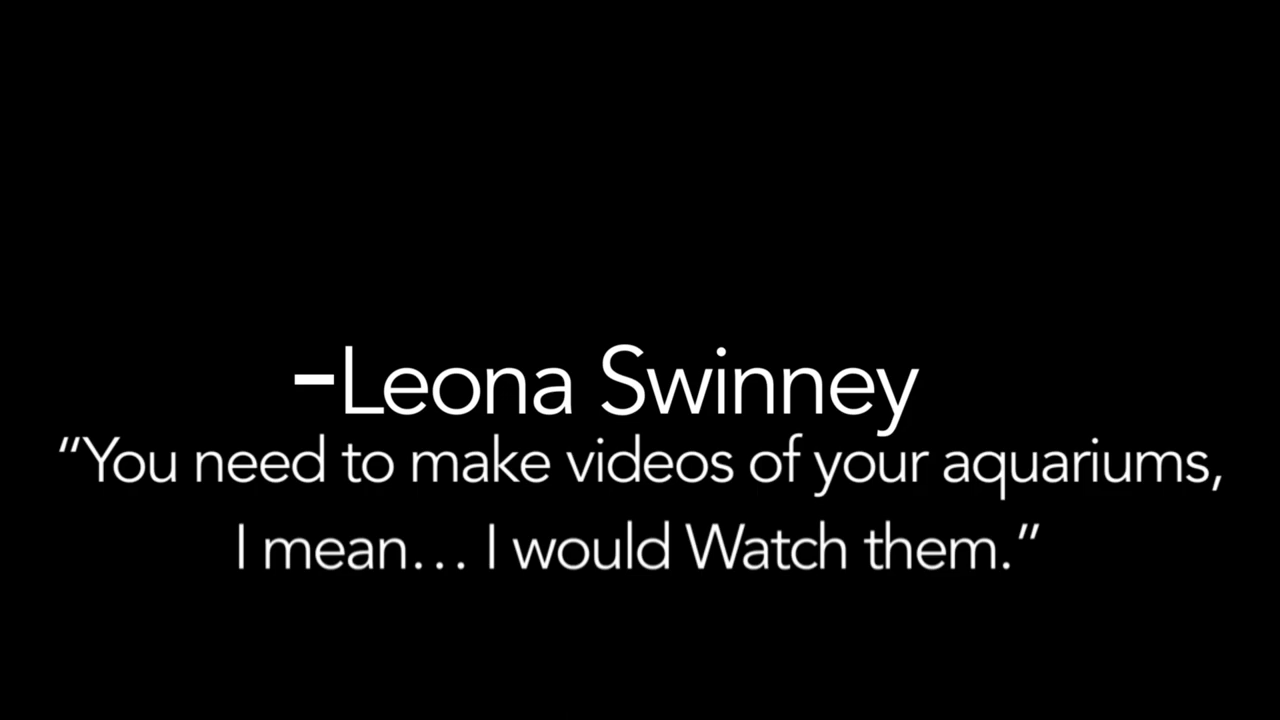 -Leona Swinney
“You need to make videos of your aquariums,
I mean… I would Watch them.”